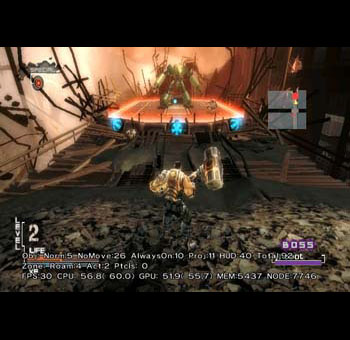 LEVEL
2
LIFE
BOSS
Obj: Norm:5 NoMove:26 AlwaysOn:10 Proj:11 HUD:40 Total:92
Zone: Roam:4 Act:2 Ptcls: 0
FPS:30 CPU: 56.8( 60.0) GPU: 51.9( 55.7) MEM:5437 NODE:7746